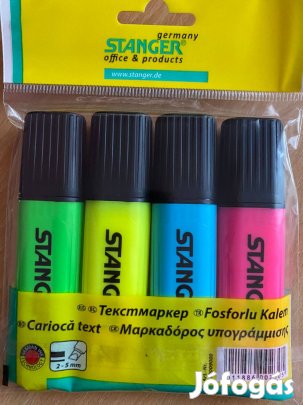 germany
STANGER®
office & products
www.stanger.de
STANGER
STANGER
STANGER
STANGER
Текстмаркер
Fosforlu Kalem
Cariocă text
Μαρκαδόρος υπογράμμισης
2 - 5 mm
Jófogás